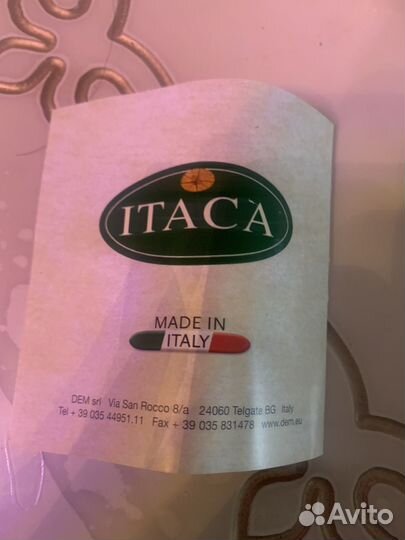 ITACA
MADE IN
ITALY
DEM srl Via San Rocco 8/a 24060 Telgate BG Italy
Tel + 39 035 44951.11 Fax + 39 035 831478 www.dem.eu
Avito